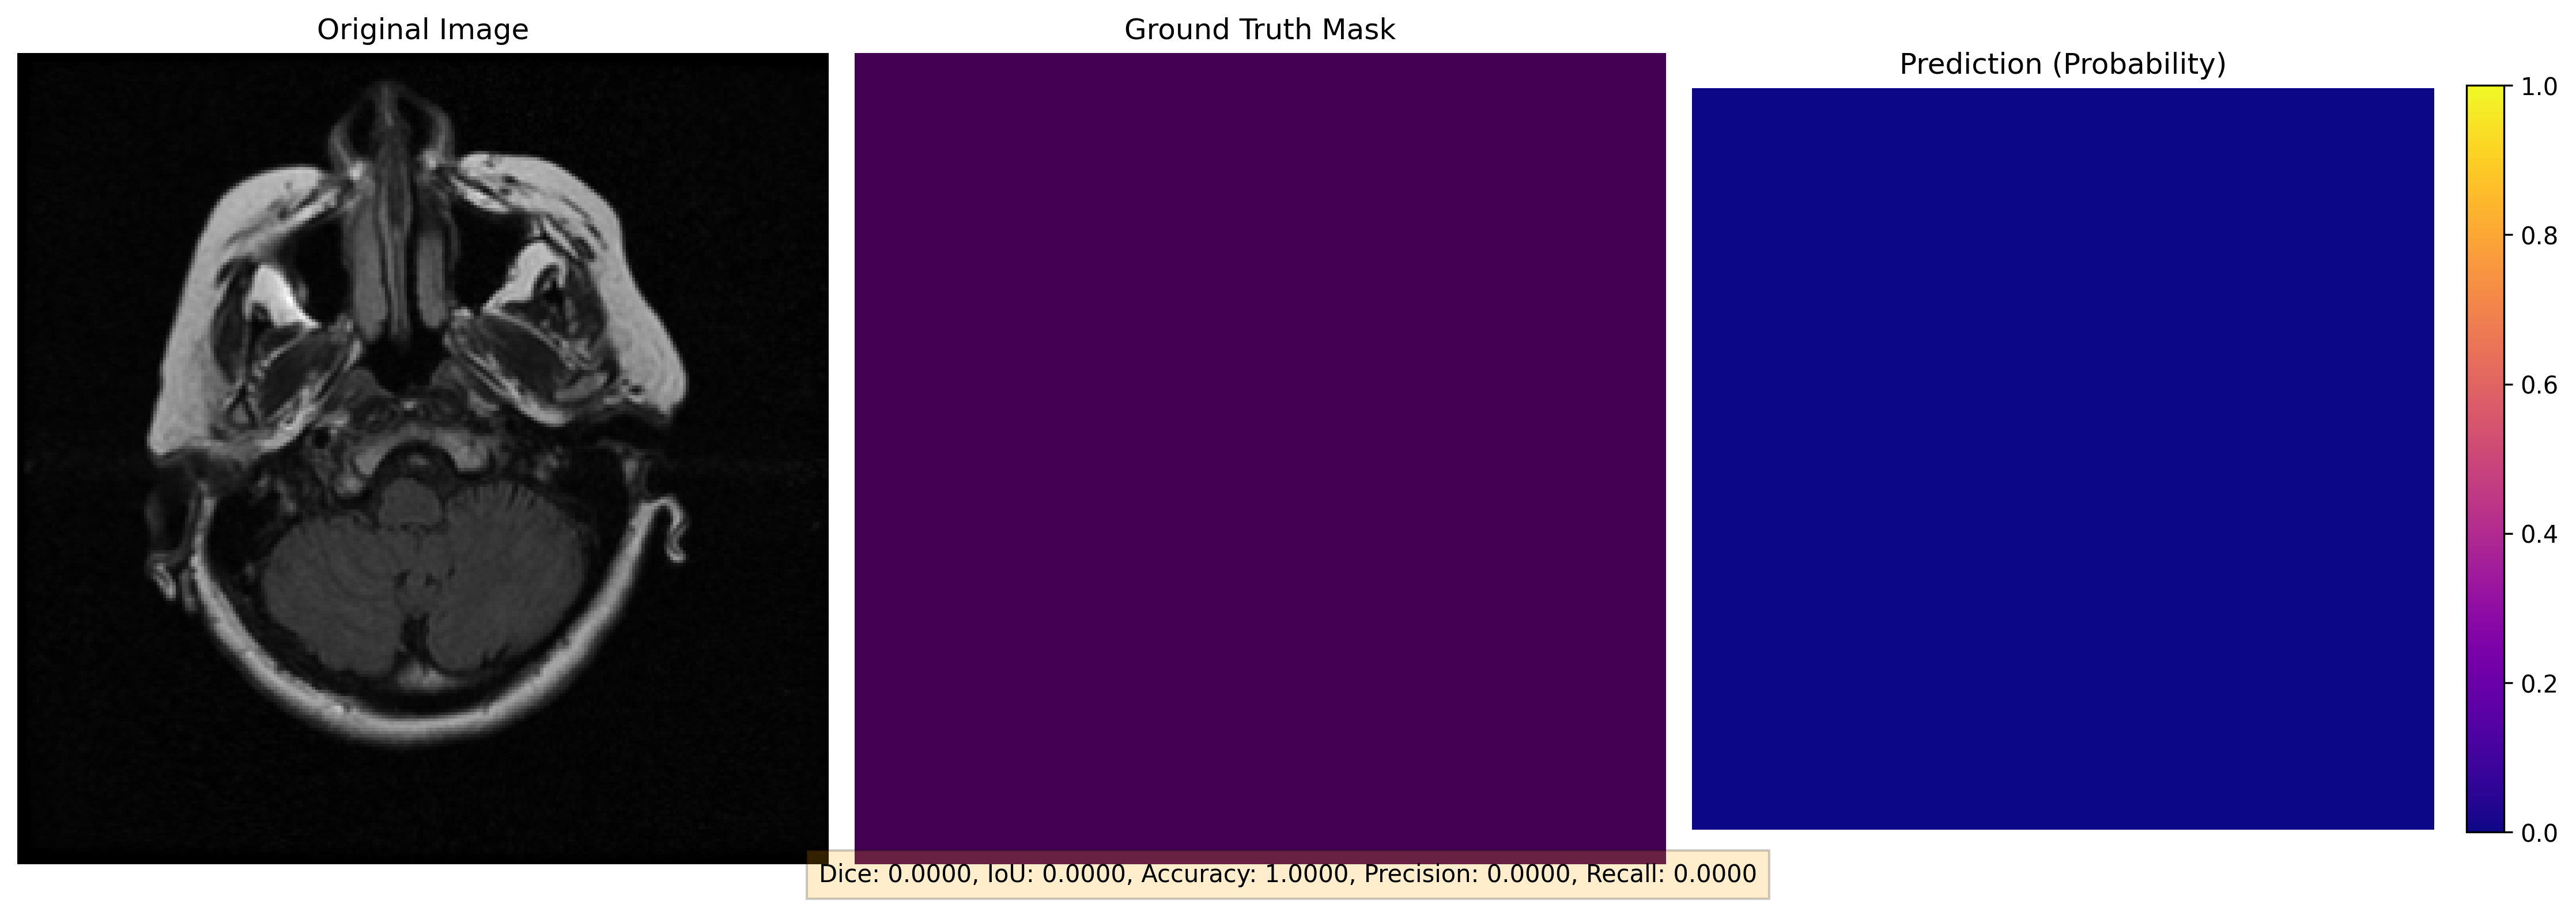 Original Image
Ground Truth Mask
Prediction (Probability)
1.0
0.8
0.6
0.4
0.2
0.0
Dice: 0.0000, IoU: 0.0000, Accuracy: 1.0000, Precision: 0.0000, Recall: 0.0000